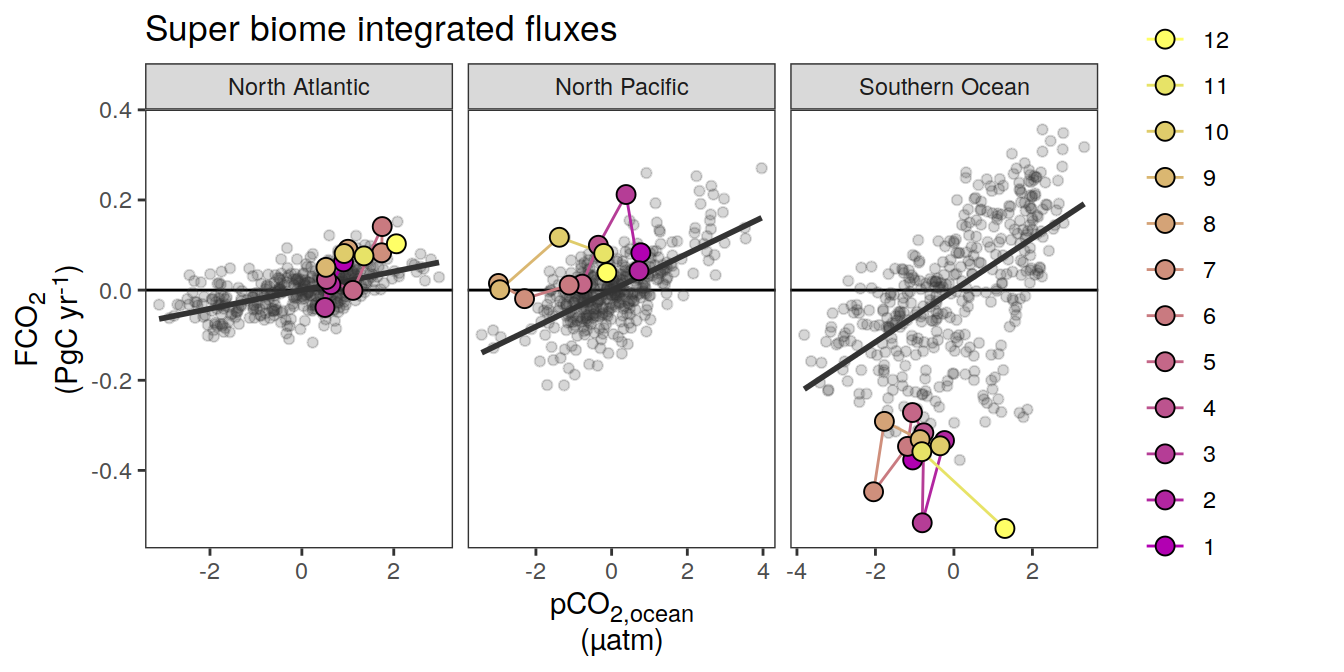 Super biome integrated fluxes
North Atlantic
North Pacific
Southern Ocean
FCO₂
(PgC yr⁻¹)
0.4
0.2
0.0
-0.2
-0.4
-2 0 2
-2 0 2 4
-4 -2 0 2
pCO₂,ocean
(µatm)
12
11
10
9
8
7
6
5
4
3
2
1